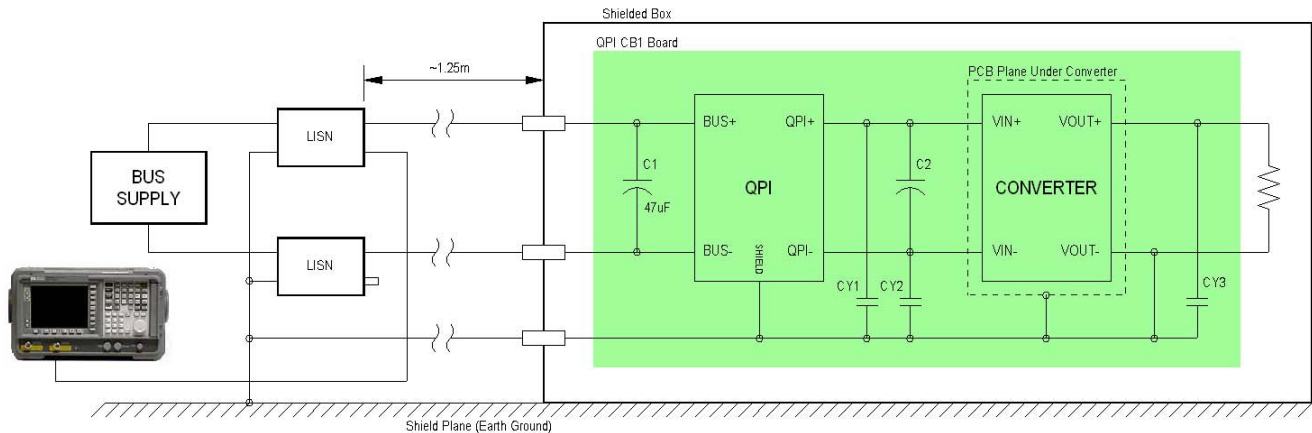 Shielded Box
QPI CB1 Board
~1.25m
PCB Plane Under Converter
LISN
BUS+
QPI+
VIN+
VOUT+
BUS
SUPPLY
C1
47uF
QPI
C2
CONVERTER
LISN
BUS-
SHIELD
QPI-
VIN-
VOUT-
CY1
CY2
CY3
Shield Plane (Earth Ground)